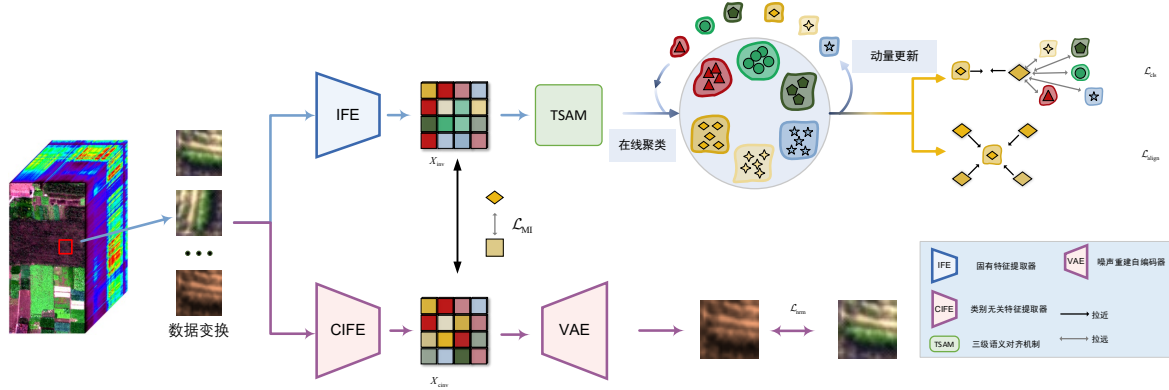 IFE
X_inv
TSAM
在线聚类
动量更新
ℒ_cls
ℒ_align
ℒ_MI
•••
数据变换
CIFE
X_cinv
VAE
ℒ_nrm
IFE
固有特征提取器
VAE
噪声重建自编码器
CIFE
类别无关特征提取器
拉近
TSAM
三级语义对齐机制
拉远